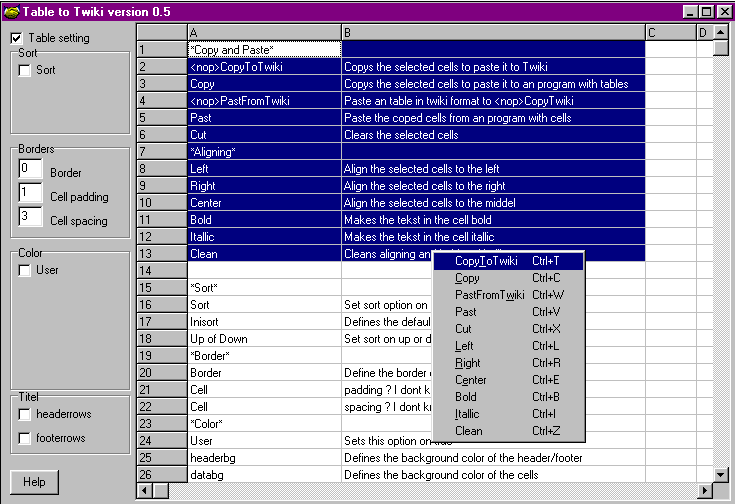 Table to Twiki version 0.5
Table setting
Sort
Sort
Borders
0 Border
1 Cell padding
3 Cell spacing
Color
User
Titel
headerrows
footerrows
Help
A B C D
1 *Copy and Paste*
2 <nop>CopyToTwiki Copys the selected cells to paste it to Twiki
3 Copy Copys the selected cells to paste it to an program with tables
4 <nop>PastFromTwiki Paste an table in twiki format to <nop>CopyTwiki
5 Past Paste the coped cells from an program with cells
6 Cut Clears the selected cells
7 *Aligning*
8 Left Align the selected cells to the left
9 Right Align the selected cells to the right
10 Center Align the selected cells to the middel
11 Bold Makes the tekst in the cell bold
12 Itallic Makes the tekst in the cell itallic
13 Clean Cleans aligning an
14
15 *Sort*
16 Sort Set sort option on
17 Inisort Defines the defaul
18 Up of Down Set sort on up or d
19 *Border*
20 Border Define the border
21 Cell padding ? I dont k
22 Cell spacing ? I dont k
23 *Color*
24 User Sets this option on
25 headerbg Defines the background color of the header/footer
26 databg Defines the background color of the cells
CopyToTwiki Ctrl+T
Copy Ctrl+C
PastFromTwiki Ctrl+W
Past Ctrl+V
Cut Ctrl+X
Left Ctrl+L
Right Ctrl+R
Center Ctrl+E
Bold Ctrl+B
Itallic Ctrl+I
Clean Ctrl+Z